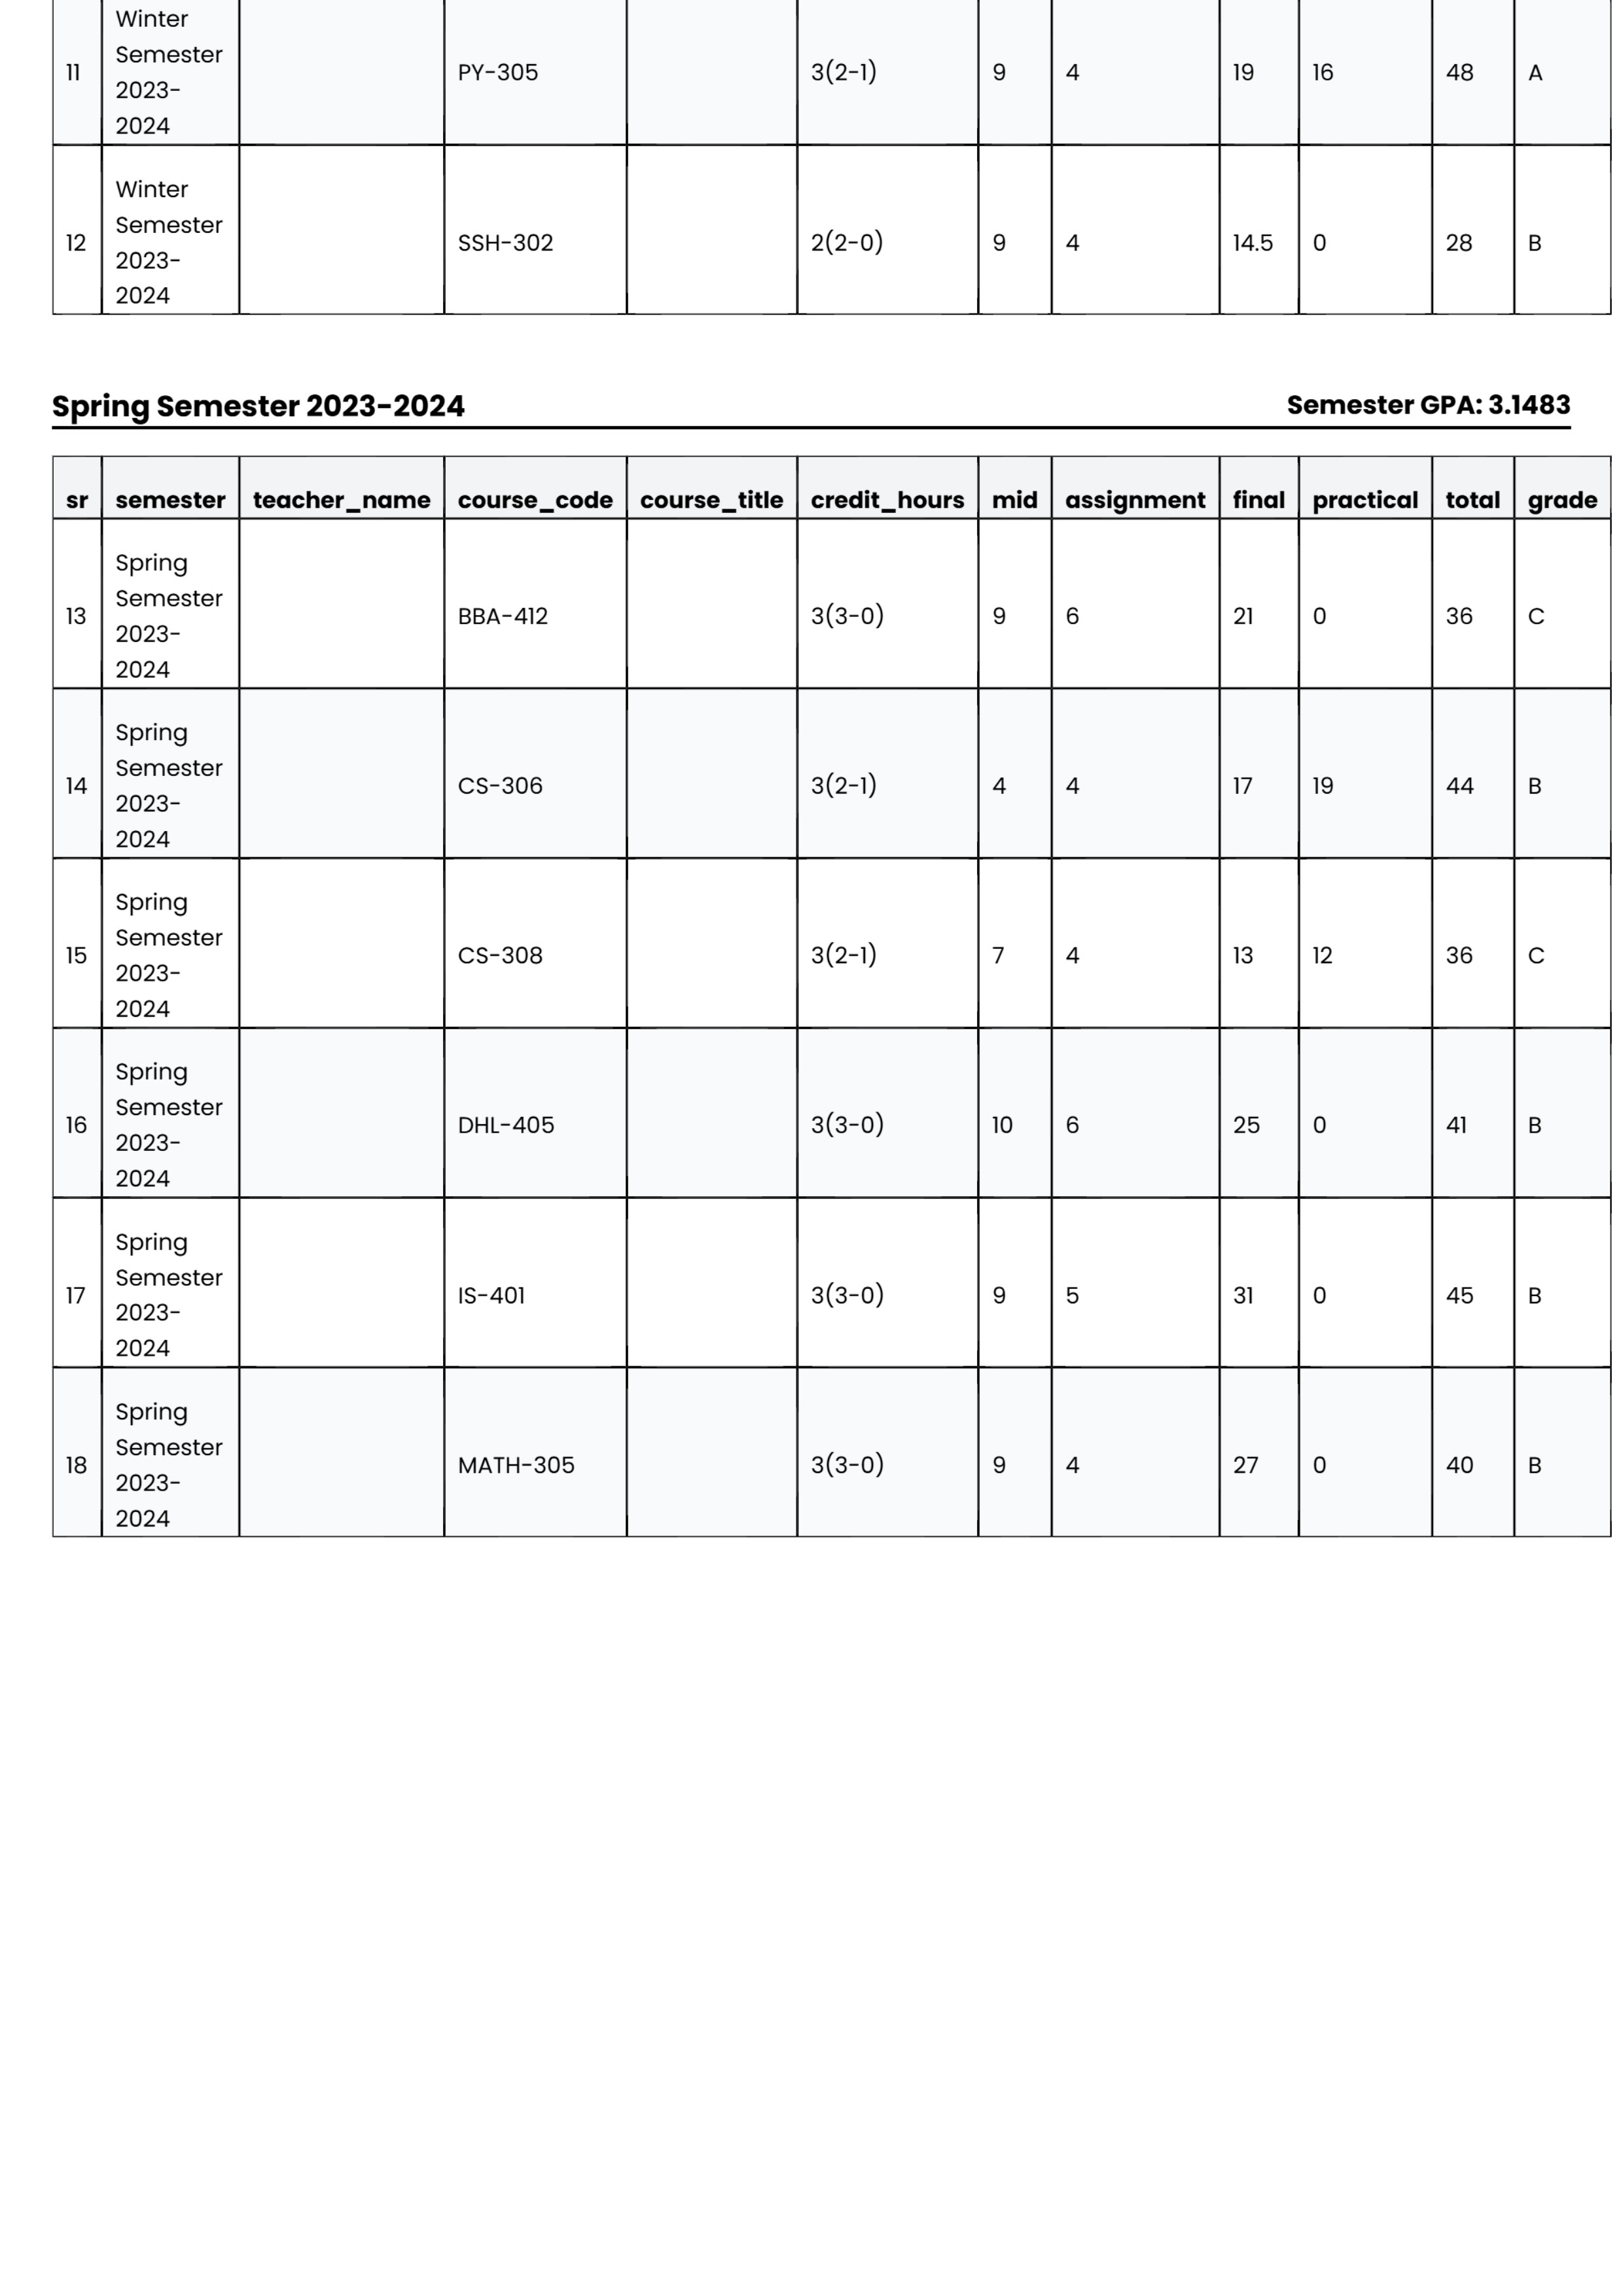 11 Winter Semester 2023-2024 PY-305 3(2-1) 9 4 19 16 48 A
12 Winter Semester 2023-2024 SSH-302 2(2-0) 9 4 14.5 0 28 B
Spring Semester 2023-2024 Semester GPA: 3.1483
sr semester teacher_name course_code course_title credit_hours mid assignment final practical total grade
13 Spring Semester 2023-2024 BBA-412 3(3-0) 9 6 21 0 36 C
14 Spring Semester 2023-2024 CS-306 3(2-1) 4 4 17 19 44 B
15 Spring Semester 2023-2024 CS-308 3(2-1) 7 4 13 12 36 C
16 Spring Semester 2023-2024 DHL-405 3(3-0) 10 6 25 0 41 B
17 Spring Semester 2023-2024 IS-401 3(3-0) 9 5 31 0 45 B
18 Spring Semester 2023-2024 MATH-305 3(3-0) 9 4 27 0 40 B